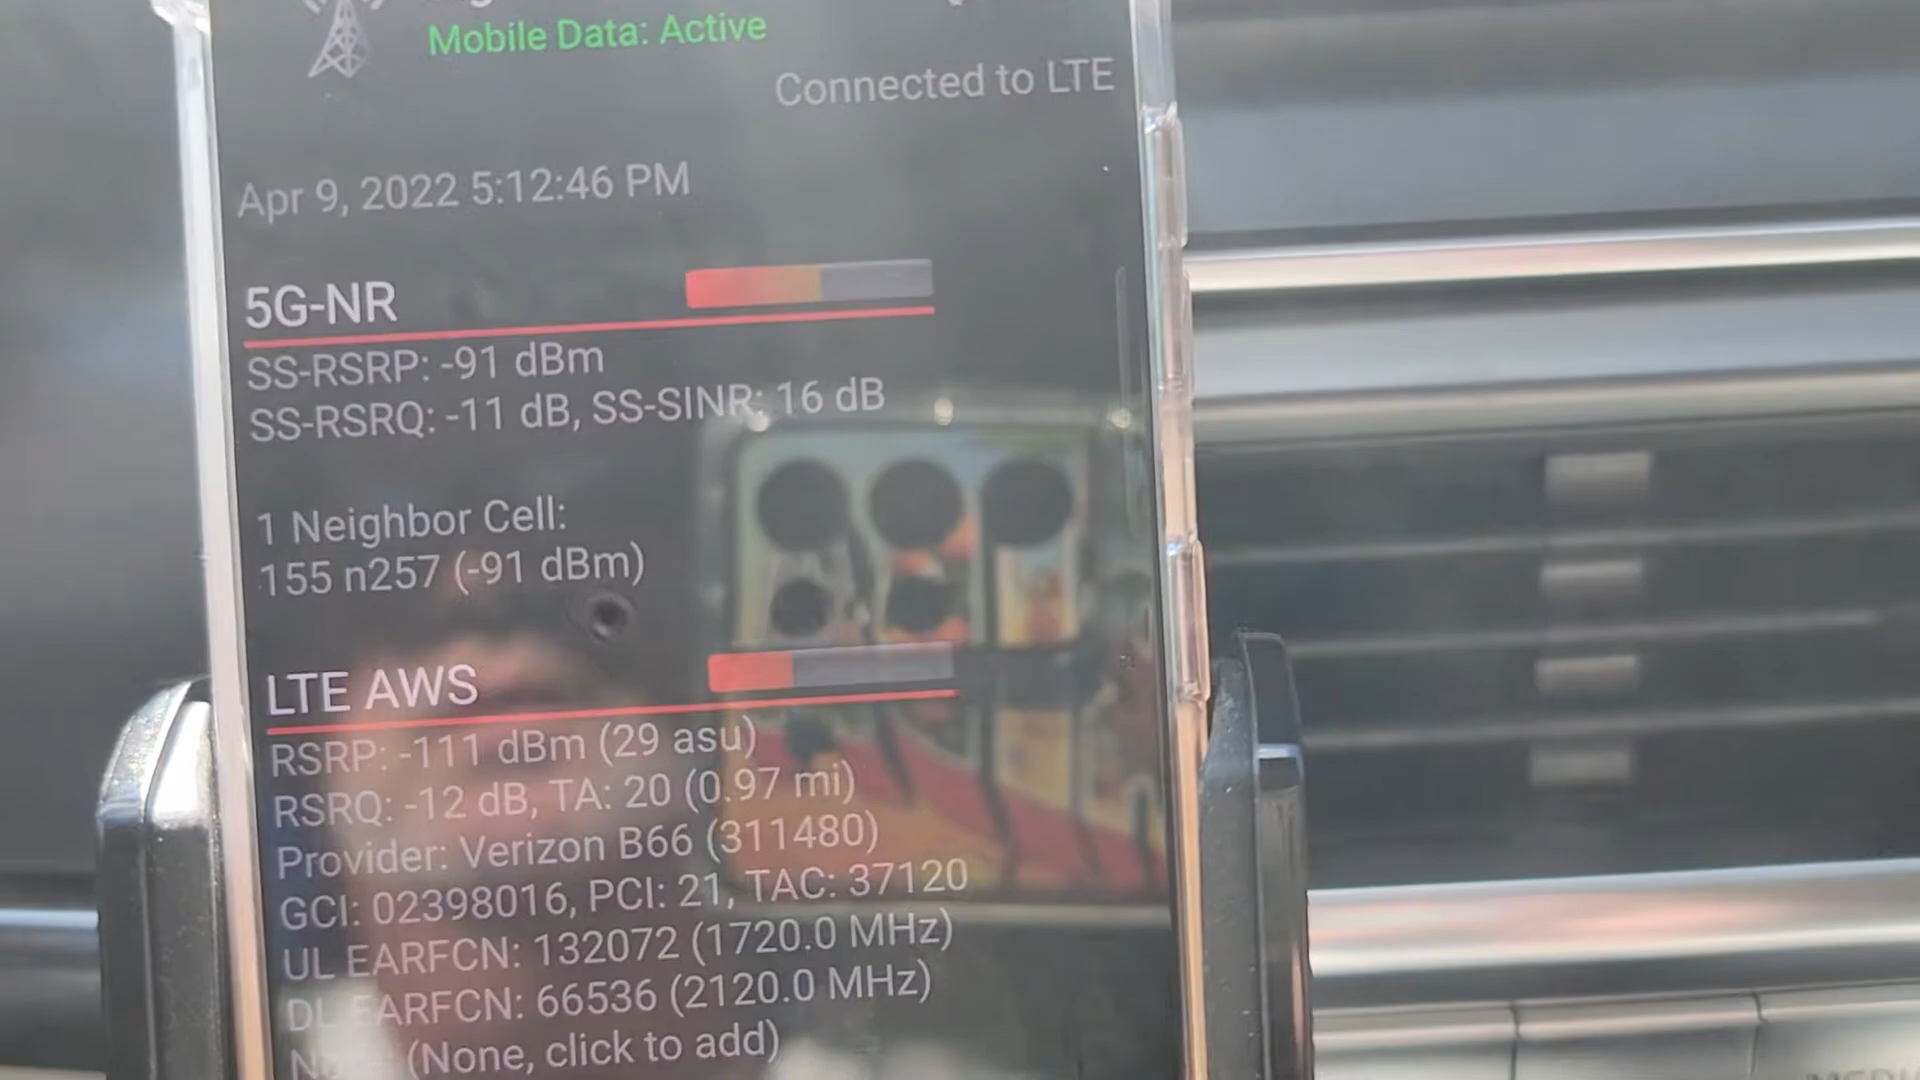 Mobile Data: Active
Connected to LTE
Apr 9, 2022 5:12:46 PM
5G-NR
SS-RSRP: -91 dBm
SS-RSRQ: -11 dB, SS-SINR: 16 dB
1 Neighbor Cell:
155 n257 (-91 dBm)
LTE AWS
RSRP: -111 dBm (29 asu)
RSRQ: -12 dB, TA: 20 (0.97 mi)
Provider: Verizon B66 (311480)
GCI: 02398016, PCI: 21, TAC: 37120
UL EARFCN: 132072 (1720.0 MHz)
DL EARFCN: 66536 (2120.0 MHz)
(None, click to add)